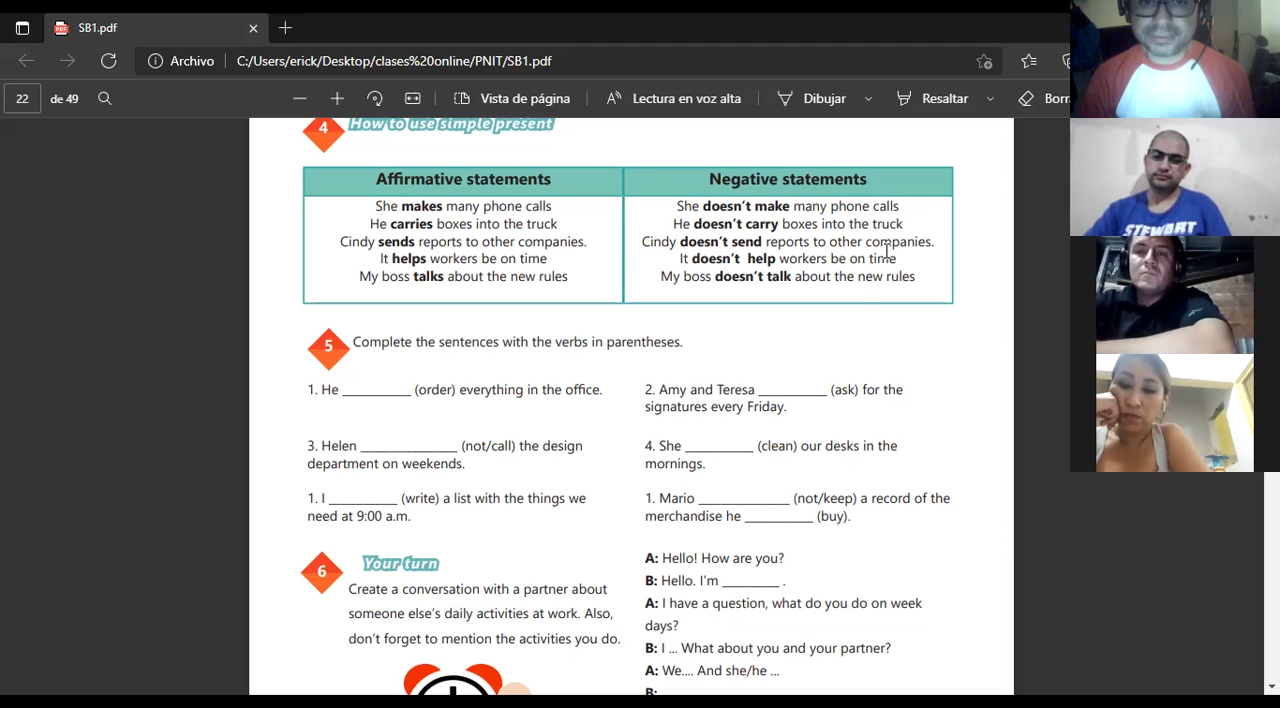 SB1.pdf
Archivo
C:/Users/erick/Desktop/clases%20online/PNIT/SB1.pdf
22 de 49
Vista de página
Lectura en voz alta
Dibujar
Resaltar
4 How to use simple present
Affirmative statements
She makes many phone calls
He carries boxes into the truck
Cindy sends reports to other companies.
It helps workers be on time
My boss talks about the new rules
Negative statements
She doesn't make many phone calls
He doesn't carry boxes into the truck
Cindy doesn't send reports to other companies.
It doesn't help workers be on time
My boss doesn't talk about the new rules
5 Complete the sentences with the verbs in parentheses.
1. He __________ (order) everything in the office.
2. Amy and Teresa __________ (ask) for the
signatures every Friday.
3. Helen ______________ (not/call) the design
department on weekends.
4. She __________ (clean) our desks in the
mornings.
1. I __________ (write) a list with the things we
need at 9:00 a.m.
1. Mario ______________ (not/keep) a record of the
merchandise he __________ (buy).
6 Your turn
Create a conversation with a partner about
someone else's daily activities at work. Also,
don't forget to mention the activities you do.
A: Hello! How are you?
B: Hello. I'm ________ .
A: I have a question, what do you do on week
days?
B: I ... What about you and your partner?
A: We.... And she/he ...
B:
STEWART